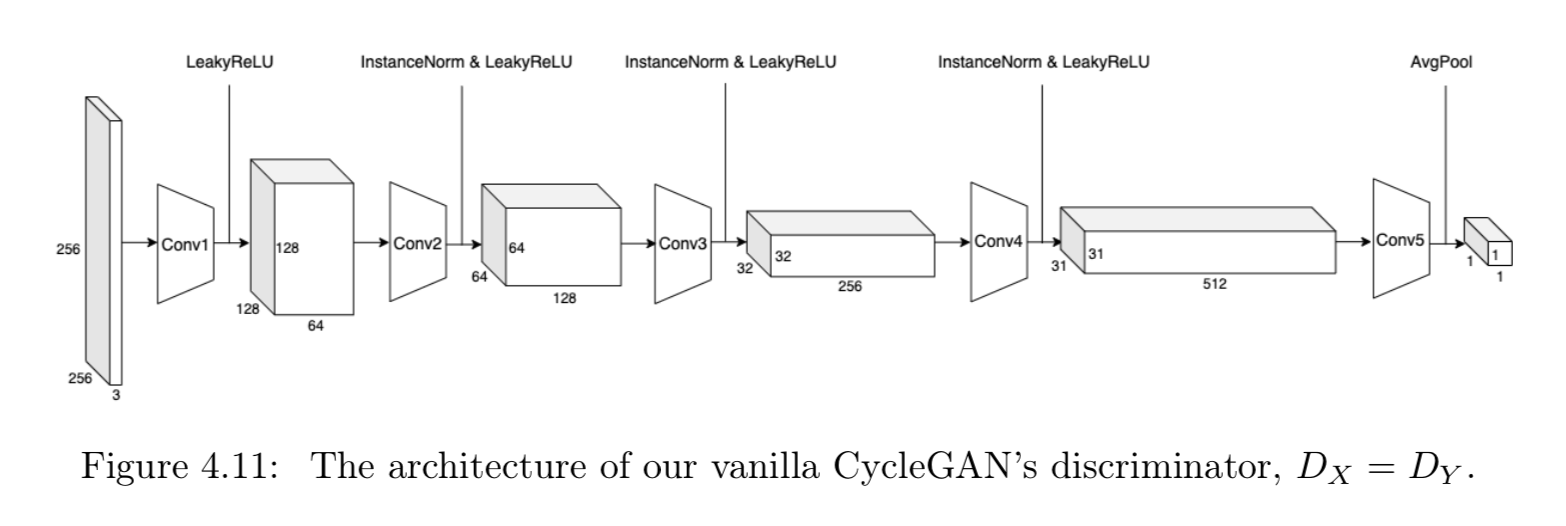 LeakyReLU
InstanceNorm & LeakyReLU
InstanceNorm & LeakyReLU
InstanceNorm & LeakyReLU
AvgPool
256
256
3
Conv1
128
128
64
Conv2
64
64
128
Conv3
32
32
256
Conv4
31
31
512
Conv5
1
1
1
Figure 4.11: The architecture of our vanilla CycleGAN's discriminator, $D_X = D_Y$.